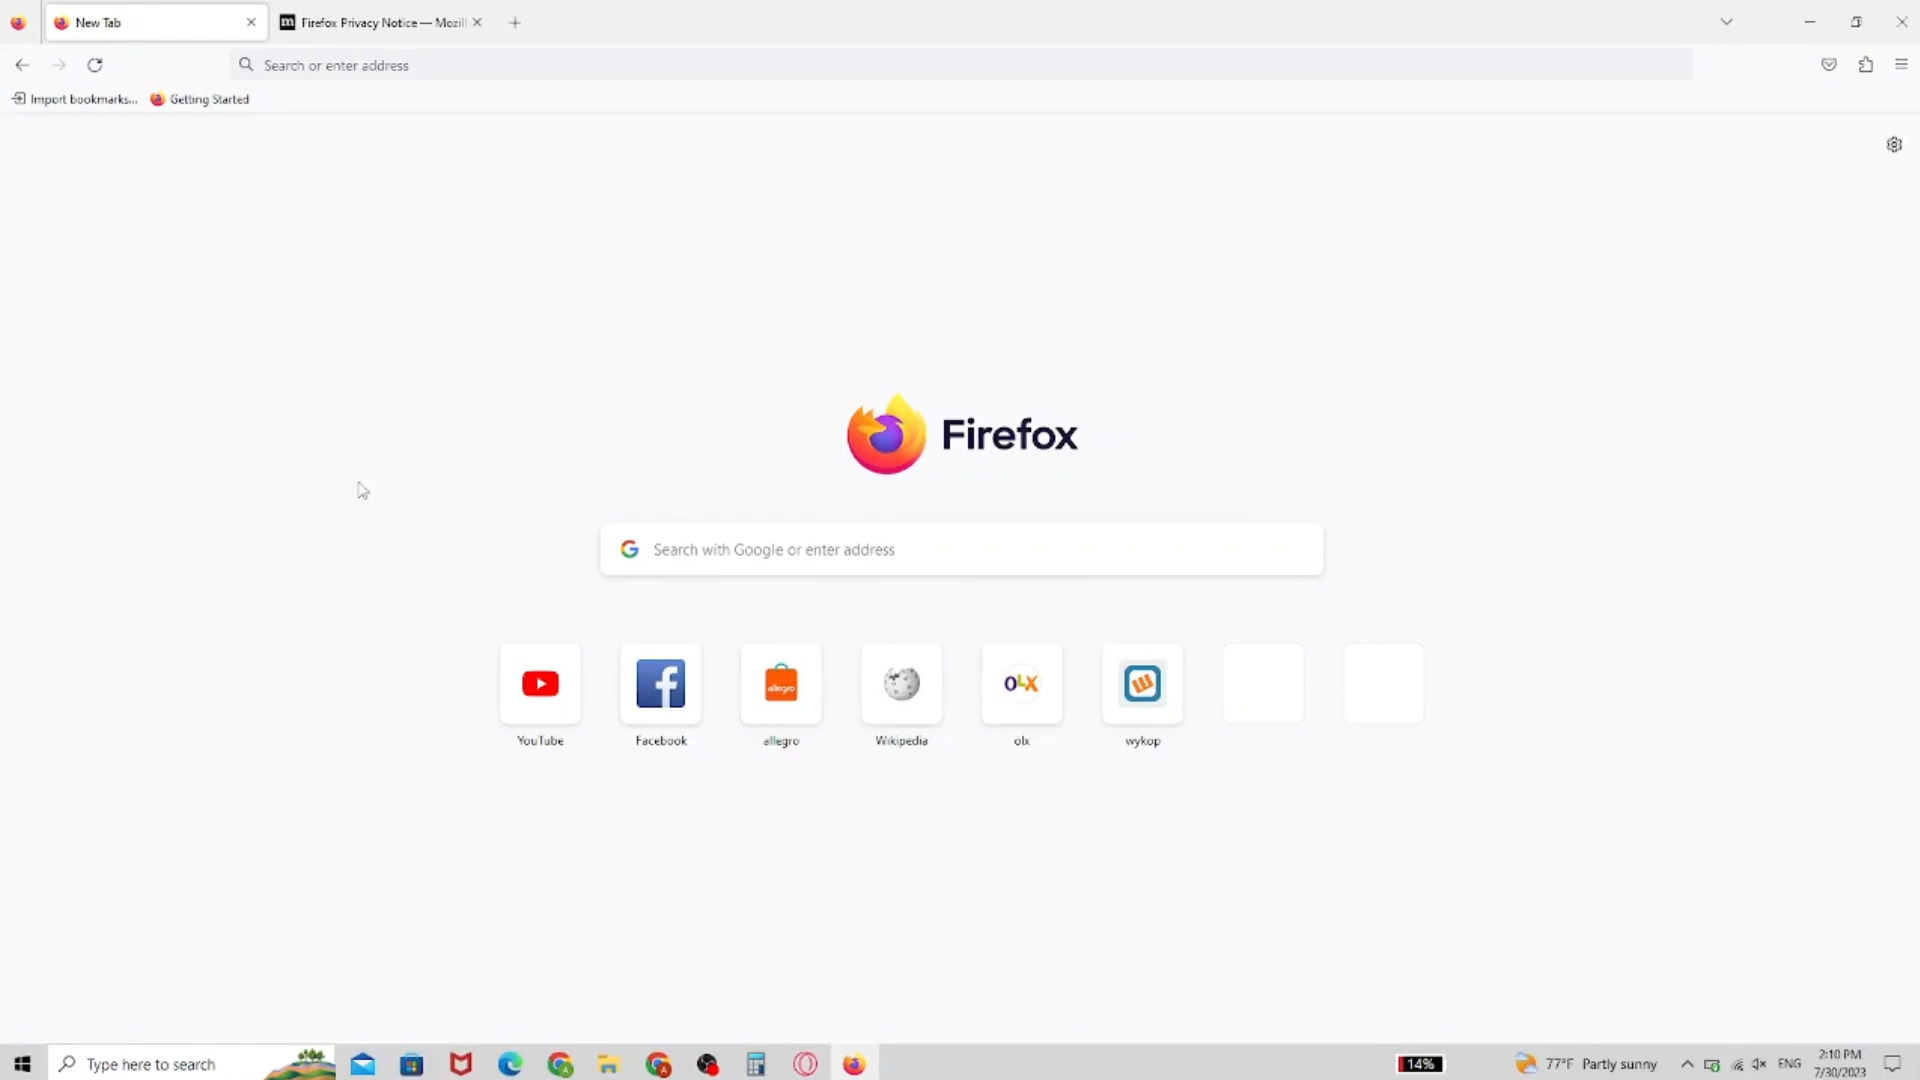 New Tab
Firefox Privacy Notice — Mozill
Search or enter address
Import bookmarks...
Getting Started
Firefox
Search with Google or enter address
allegro
OLX
YouTube
Facebook
allegro
Wikipedia
olx
wykop
Type here to search
14%
77°F Partly sunny
ENG
2:10 PM
7/30/2023